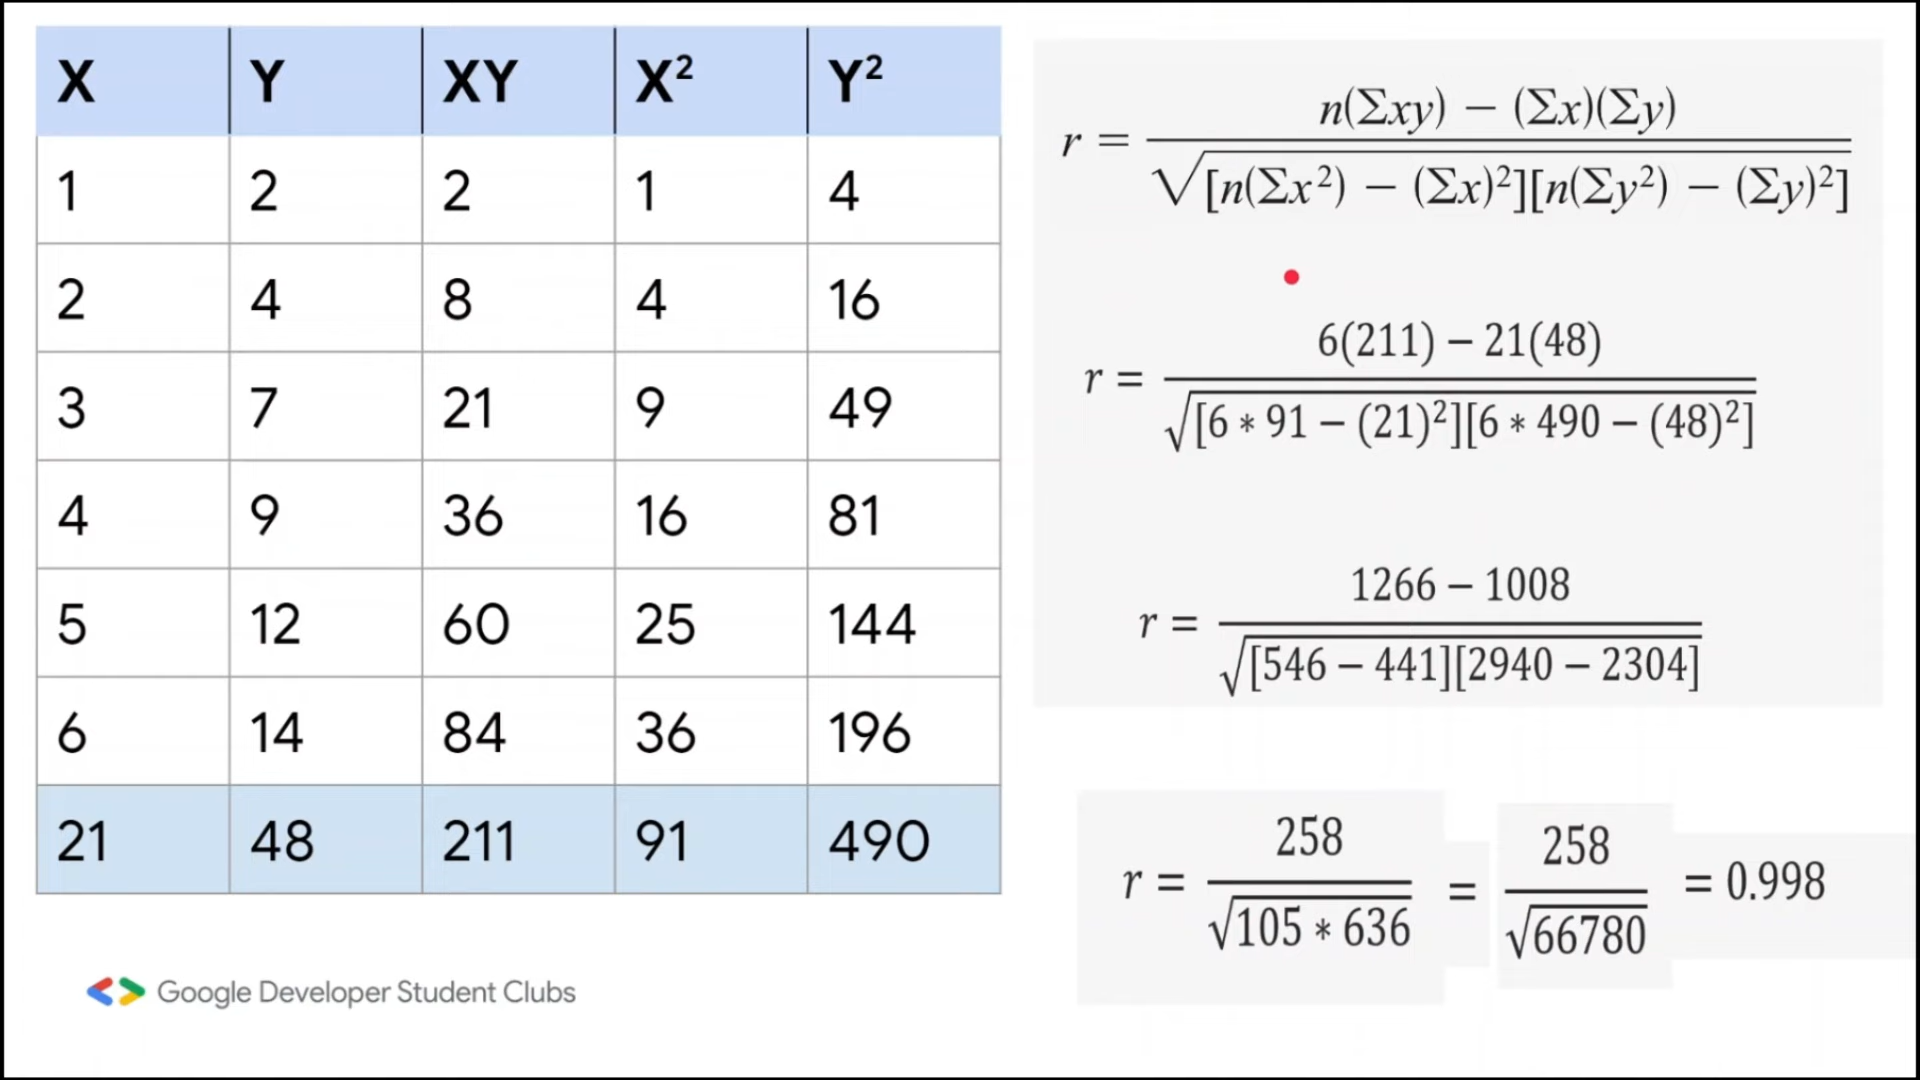 X Y XY X² Y²
1 2 2 1 4
2 4 8 4 16
3 7 21 9 49
4 9 36 16 81
5 12 60 25 144
6 14 84 36 196
21 48 211 91 490
r = n(Σxy) − (Σx)(Σy) / √[n(Σx²) − (Σx)²][n(Σy²) − (Σy)²]
r = 6(211) − 21(48) / √[6 * 91 − (21)²][6 * 490 − (48)²]
r = 1266 − 1008 / √[546 − 441][2940 − 2304]
r = 258 / √105 * 636 = 258 / √66780 = 0.998
Google Developer Student Clubs